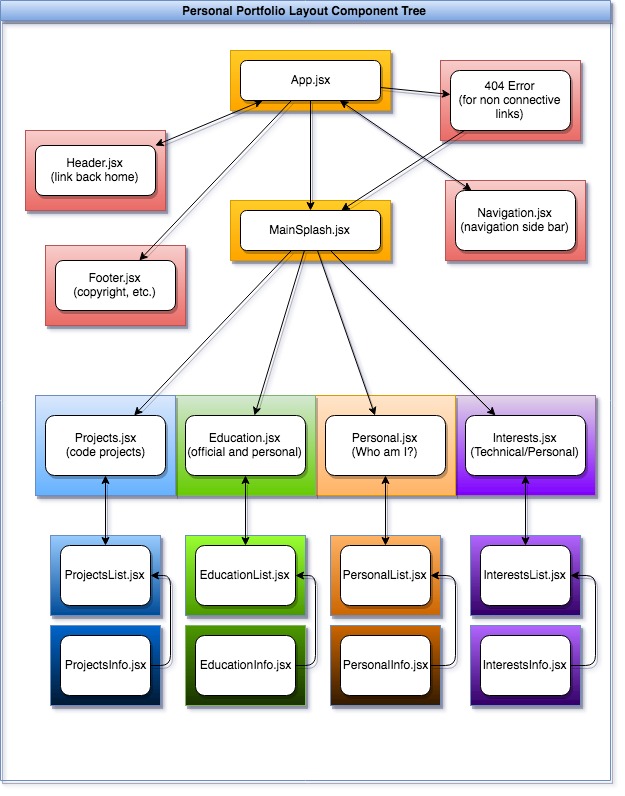 Personal Portfolio Layout Component Tree
App.jsx
404 Error
(for non connective
links)
Header.jsx
(link back home)
MainSplash.jsx
Navigation.jsx
(navigation side bar)
Footer.jsx
(copyright, etc.)
Projects.jsx
(code projects)
Education.jsx
(official and personal)
Personal.jsx
(Who am I?)
Interests.jsx
(Technical/Personal)
ProjectsList.jsx
EducationList.jsx
PersonalList.jsx
InterestsList.jsx
ProjectsInfo.jsx
EducationInfo.jsx
PersonalInfo.jsx
InterestsInfo.jsx